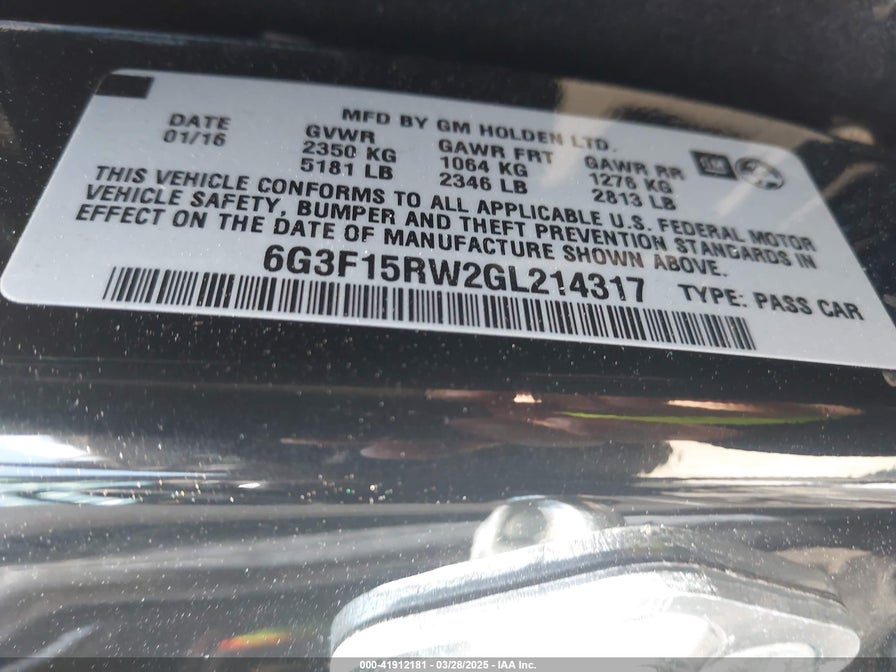 MFD BY GM HOLDEN LTD.
DATE
01/16
GVWR
2350 KG
5181 LB
GAWR FRT
1064 KG
2346 LB
GAWR RR
1276 KG
2813 LB
GM
THIS VEHICLE CONFORMS TO ALL APPLICABLE U.S. FEDERAL MOTOR
VEHICLE SAFETY, BUMPER AND THEFT PREVENTION STANDARDS IN
EFFECT ON THE DATE OF MANUFACTURE SHOWN ABOVE.
6G3F15RW2GL214317
TYPE: PASS CAR
000-41912181 - 03/28/2025 - IAA Inc.